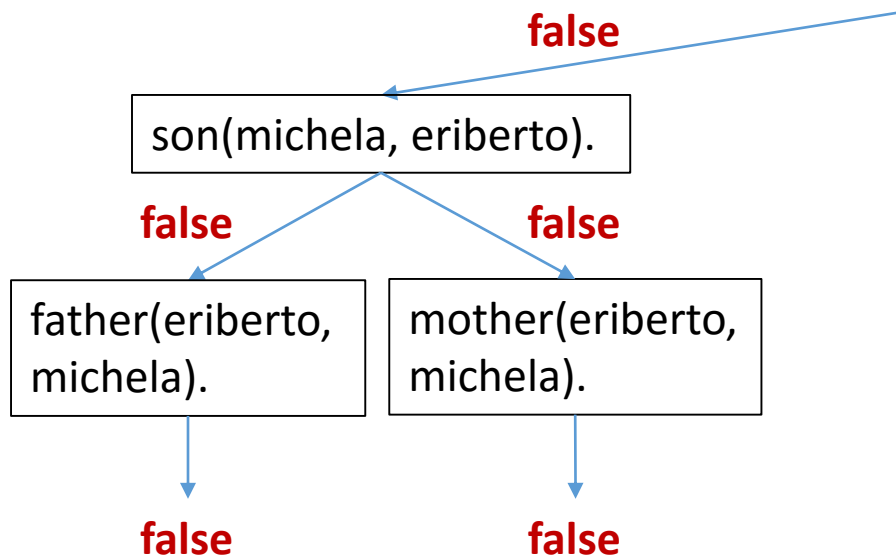 false
son(michela, eriberto).
false
false
father(eriberto,
michela).
mother(eriberto,
michela).
false
false